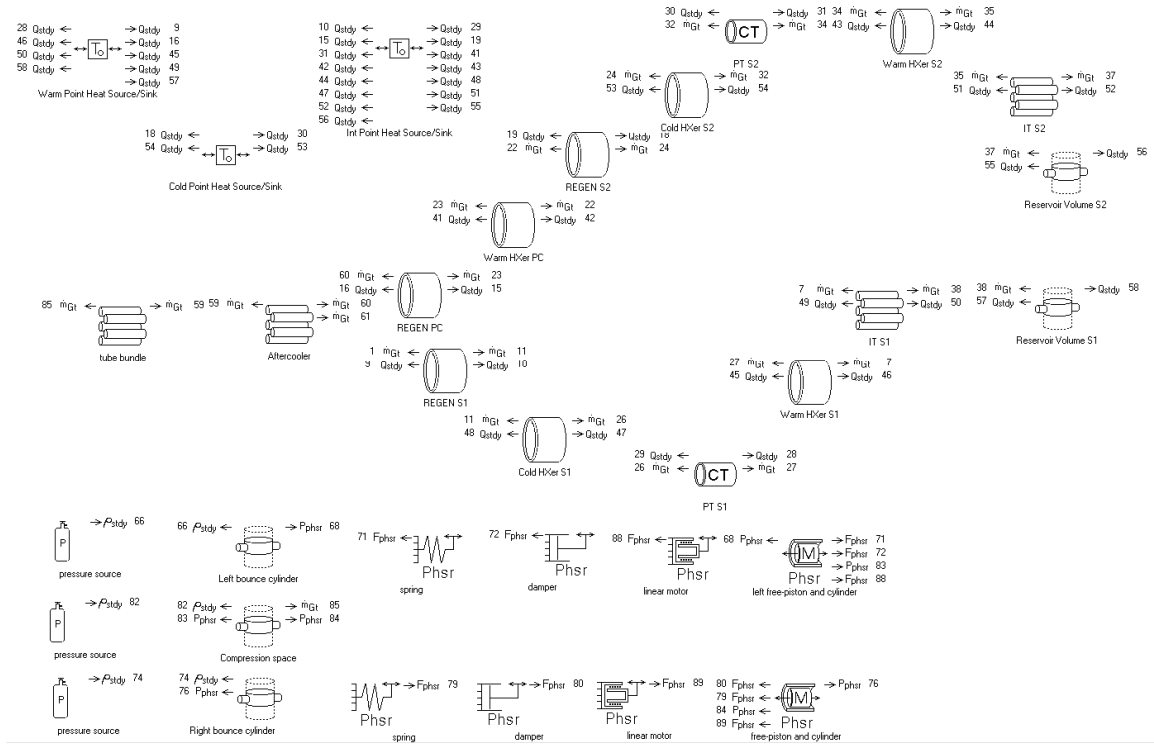 28 Qstdy
9 Qstdy
46 Qstdy
16 Qstdy
50 Qstdy
45 Qstdy
58 Qstdy
49 Qstdy
57 Qstdy
To
Warm Point Heat Source/Sink
10 Qstdy
Qstdy 29
15 Qstdy
Qstdy 19
31 Qstdy
Qstdy 41
42 Qstdy
Qstdy 43
44 Qstdy
Qstdy 48
47 Qstdy
Qstdy 51
52 Qstdy
Qstdy 55
56 Qstdy
To
Int Point Heat Source/Sink
18 Qstdy
Qstdy 30
54 Qstdy
Qstdy 53
To
Cold Point Heat Source/Sink
30 Qstdy
Qstdy 31
32 ṁGt
ṁGt 34
CT
PT S2
34 ṁGt
ṁGt 35
43 Qstdy
Qstdy 44
Warm HXer S2
24 ṁGt
ṁGt 32
53 Qstdy
Qstdy 54
Cold HXer S2
35 ṁGt
ṁGt 37
51 Qstdy
Qstdy 52
IT S2
19 Qstdy
Qstdy 18
22 ṁGt
ṁGt 24
REGEN S2
37 ṁGt
Qstdy 56
55 Qstdy
Reservoir Volume S2
23 ṁGt
ṁGt 22
41 Qstdy
Qstdy 42
Warm HXer PC
60 ṁGt
ṁGt 23
16 Qstdy
Qstdy 15
REGEN PC
85 ṁGt
ṁGt 59
tube bundle
59 ṁGt
ṁGt 60
ṁGt 61
Aftercooler
7 ṁGt
ṁGt 38
49 Qstdy
Qstdy 50
IT S1
38 ṁGt
Qstdy 58
57 Qstdy
Reservoir Volume S1
1 ṁGt
ṁGt 11
9 Qstdy
Qstdy 10
REGEN S1
27 ṁGt
ṁGt 7
45 Qstdy
Qstdy 46
Warm HXer S1
11 ṁGt
ṁGt 26
48 Qstdy
Qstdy 47
Cold HXer S1
29 Qstdy
Qstdy 28
26 ṁGt
ṁGt 27
CT
PT S1
P
ρstdy 66
pressure source
66 ρstdy
Pphsr 68
Left bounce cylinder
71 Fphsr
Phsr
spring
72 Fphsr
Phsr
damper
88 Fphsr
Phsr
linear motor
68 Pphsr
Fphsr 71
Fphsr 72
Pphsr 83
Fphsr 88
M
Phsr
left free-piston and cylinder
P
ρstdy 82
pressure source
82 ρstdy
ṁGt 85
83 Pphsr
Pphsr 84
Compression space
P
ρstdy 74
pressure source
74 ρstdy
76 Pphsr
Right bounce cylinder
Fphsr 79
Phsr
spring
Fphsr 80
Phsr
damper
Fphsr 89
Phsr
linear motor
80 Fphsr
Pphsr 76
79 Fphsr
84 Pphsr
89 Fphsr
M
Phsr
free-piston and cylinder